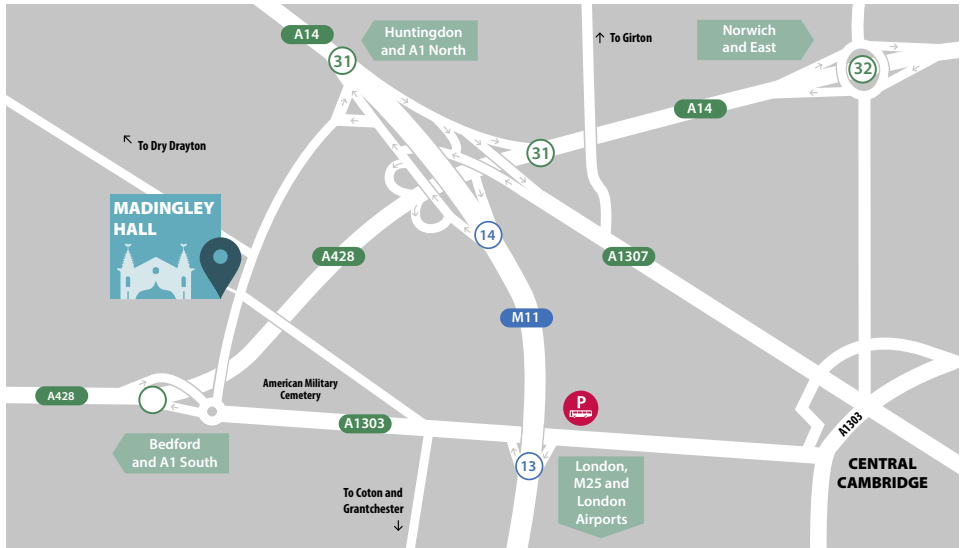 A14
Huntingdon
and A1 North
31
To Girton
Norwich
and East
32
A14
31
To Dry Drayton
MADINGLEY
HALL
14
A428
A1307
M11
American Military
Cemetery
A428
P
A1303
A1303
Bedford
and A1 South
13
London,
M25 and
London
Airports
CENTRAL
CAMBRIDGE
To Coton and
Grantchester